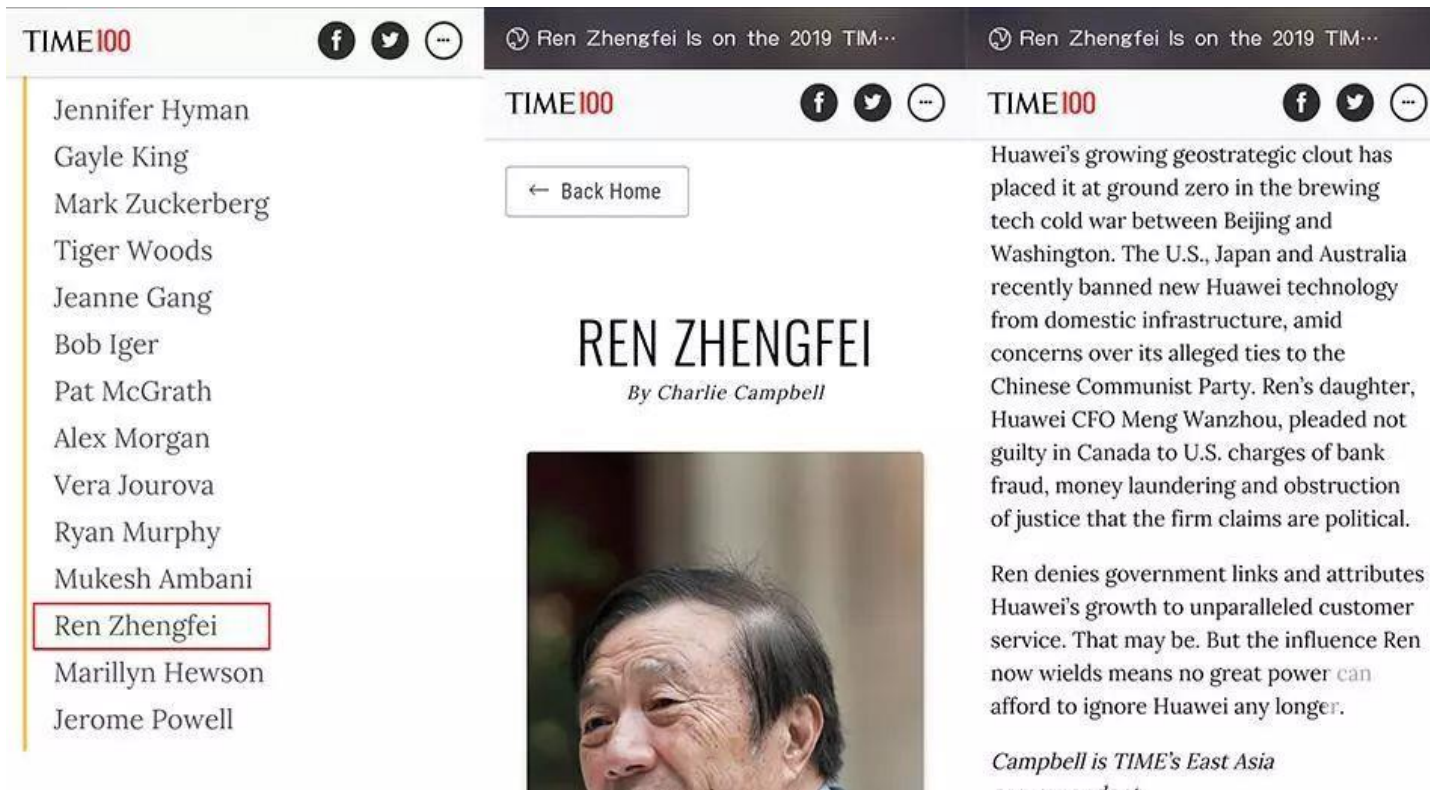 TIME100
Jennifer Hyman
Gayle King
Mark Zuckerberg
Tiger Woods
Jeanne Gang
Bob Iger
Pat McGrath
Alex Morgan
Vera Jourova
Ryan Murphy
Mukesh Ambani
Ren Zhengfei
Marillyn Hewson
Jerome Powell
Ren Zhengfei Is on the 2019 TIM…
TIME100
← Back Home
REN ZHENGFEI
By Charlie Campbell
Ren Zhengfei Is on the 2019 TIM…
TIME100
Huawei's growing geostrategic clout has
placed it at ground zero in the brewing
tech cold war between Beijing and
Washington. The U.S., Japan and Australia
recently banned new Huawei technology
from domestic infrastructure, amid
concerns over its alleged ties to the
Chinese Communist Party. Ren's daughter,
Huawei CFO Meng Wanzhou, pleaded not
guilty in Canada to U.S. charges of bank
fraud, money laundering and obstruction
of justice that the firm claims are political.
Ren denies government links and attributes
Huawei's growth to unparalleled customer
service. That may be. But the influence Ren
now wields means no great power can
afford to ignore Huawei any longer.
Campbell is TIME's East Asia